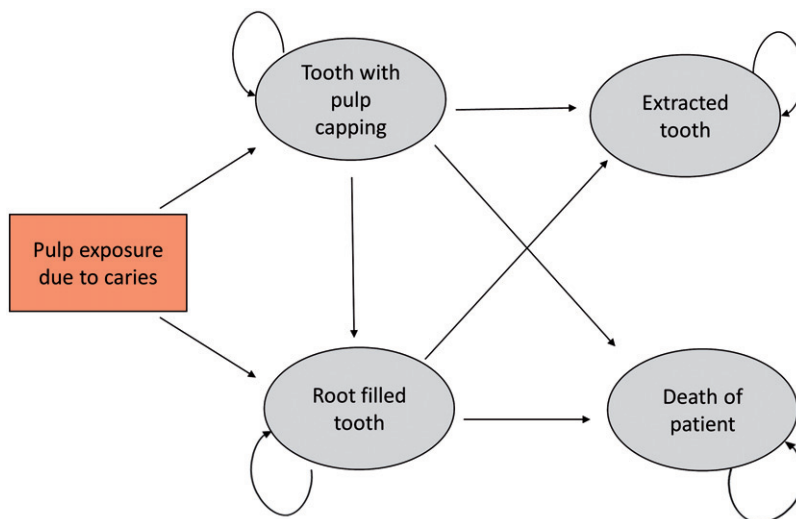 Tooth with
pulp
capping
Extracted
tooth
Pulp exposure
due to caries
Root filled
tooth
Death of
patient